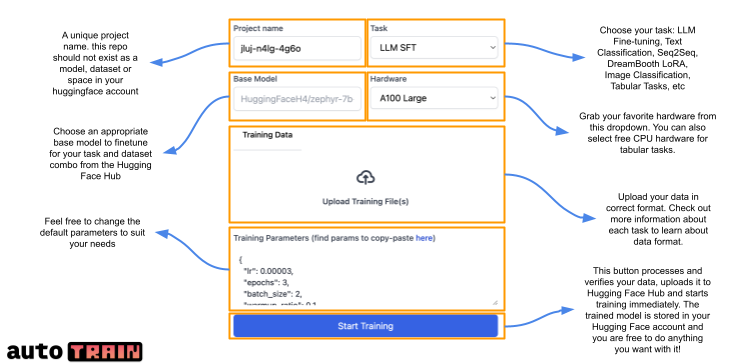 A unique project
name. this repo
should not exist as a
model, dataset or
space in your
huggingface account
Choose an appropriate
base model to finetune
for your task and dataset
combo from the Hugging
Face Hub
Feel free to change the
default parameters to suit
your needs
Project name
jluj-n4lg-4g6o
Task
LLM SFT
Base Model
HuggingFaceH4/zephyr-7b
Hardware
A100 Large
Training Data
Upload Training File(s)
Training Parameters (find params to copy-paste here)
{
"lr": 0.00003,
"epochs": 3,
"batch_size": 2,
"warmup_ratio": 0.1,
Start Training
Choose your task: LLM
Fine-tuning, Text
Classification, Seq2Seq,
DreamBooth LoRA,
Image Classification,
Tabular Tasks, etc
Grab your favorite hardware from
this dropdown. You can also
select free CPU hardware for
tabular tasks.
Upload your data in
correct format. Check out
more information about
each task to learn about
data format.
This button processes and
verifies your data, uploads it to
Hugging Face Hub and starts
training immediately. The
trained model is stored in your
Hugging Face account and
you are free to do anything
you want with it!
auto TRAIN